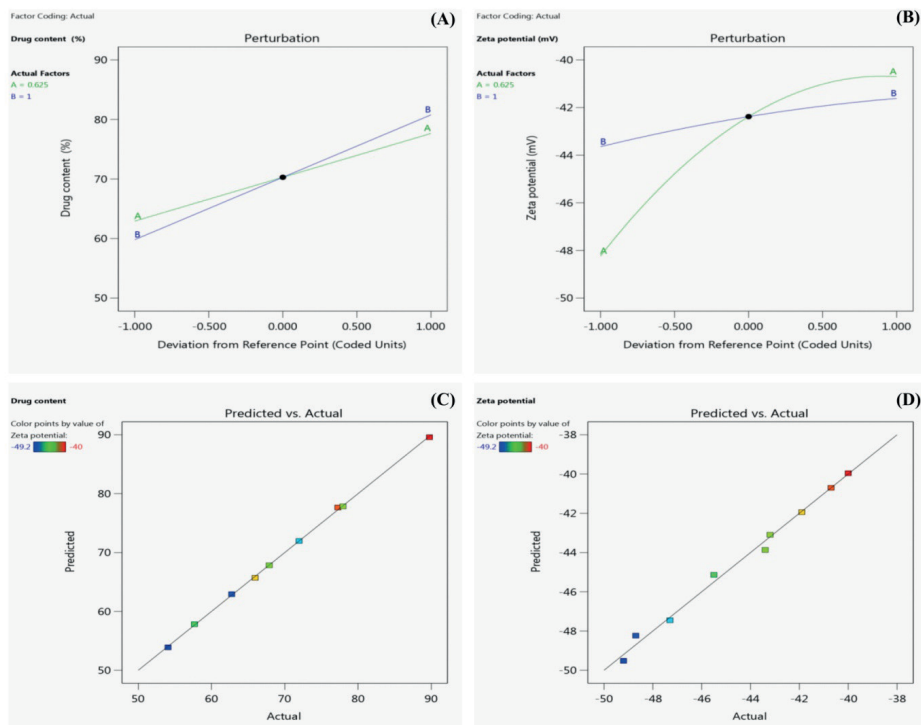 Factor Coding: Actual
(A)
Drug content (%)
Perturbation
Actual Factors
A = 0.625
B = 1
90
80
70
60
50
Drug content (%)
B
A
A
B
-1.000
-0.500
0.000
0.500
1.000
Deviation from Reference Point (Coded Units)
Factor Coding: Actual
(B)
Zeta potential (mV)
Perturbation
Actual Factors
A = 0.625
B = 1
-40
-42
-44
-46
-48
-50
Zeta potential (mV)
A
B
B
A
-1.000
-0.500
0.000
0.500
1.000
Deviation from Reference Point (Coded Units)
Drug content
(C)
Predicted vs. Actual
Color points by value of
Zeta potential:
-49.2
-40
90
80
70
60
50
Predicted
50
60
70
80
90
Actual
Zeta potential
(D)
Predicted vs. Actual
Color points by value of
Zeta potential:
-49.2
-40
-38
-40
-42
-44
-46
-48
-50
Predicted
-50
-48
-46
-44
-42
-40
-38
Actual